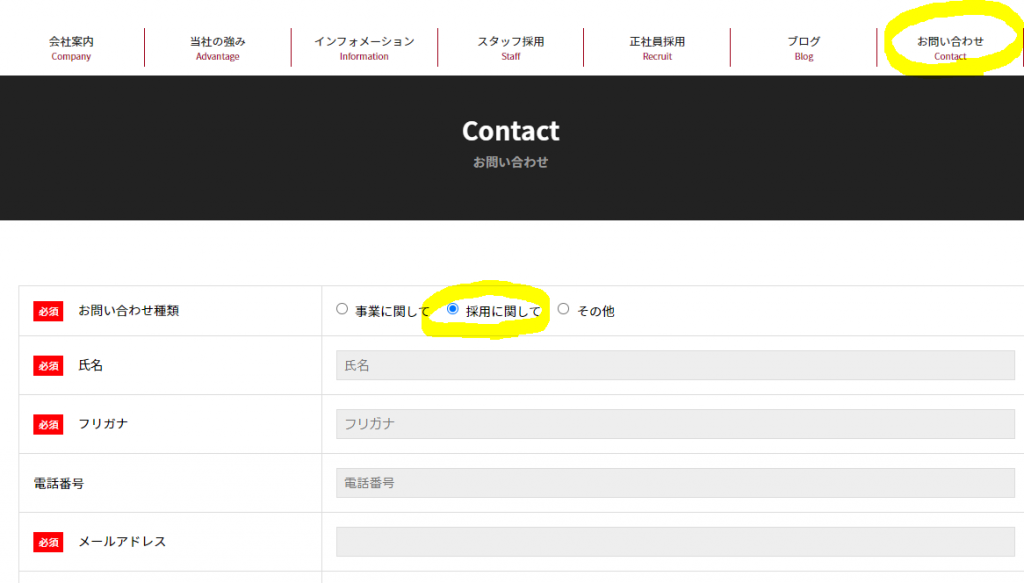 会社案内 当社の強み インフォメーション スタッフ採用 正社員採用 ブログ お問い合わせ
Company Advantage Information Staff Recruit Blog Contact
Contact
お問い合わせ
必須 お問い合わせ種類 事業に関して 採用に関して その他
必須 氏名 氏名
必須 フリガナ フリガナ
電話番号 電話番号
必須 メールアドレス